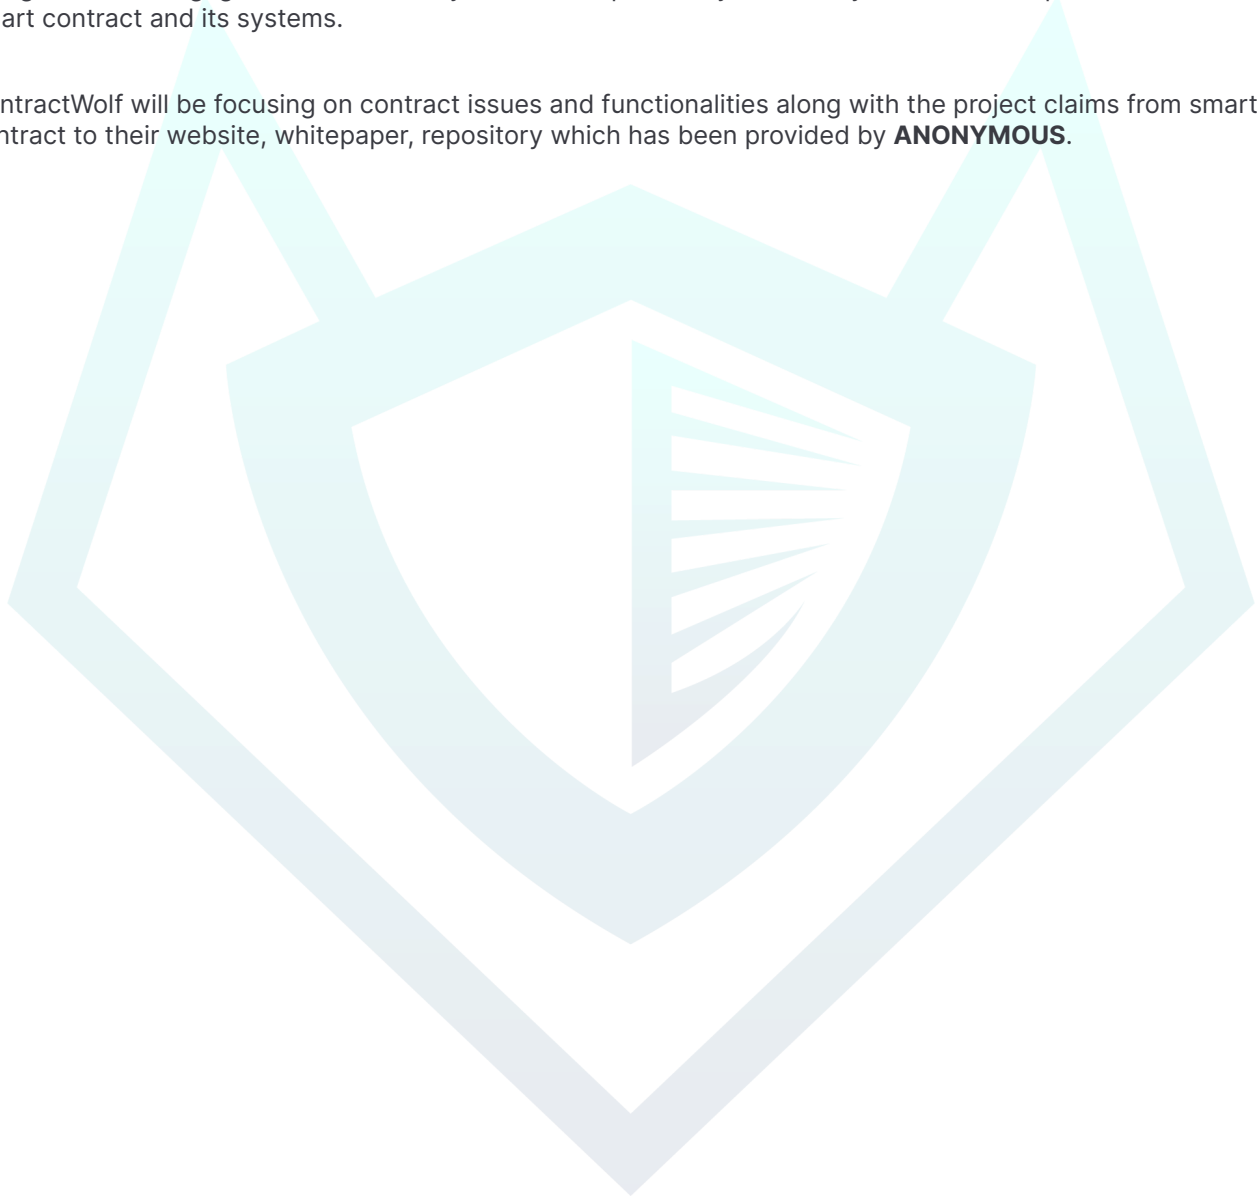 art contract and its systems.
ntractWolf will be focusing on contract issues and functionalities along with the project claims from smart
ntract to their website, whitepaper, repository which has been provided by ANONYMOUS.